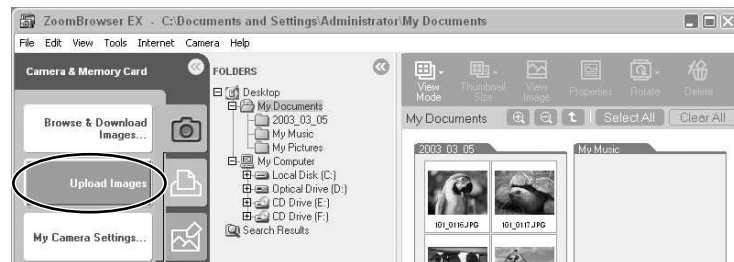 ZoomBrowser EX - C:\Documents and Settings\Administrator\My Documents
File Edit View Tools Internet Camera Help
Camera & Memory Card
Browse & Download
Images...
Upload Images
My Camera Settings...
FOLDERS
Desktop
My Documents
2003_03_05
My Music
My Pictures
My Computer
Local Disk (C:)
Optical Drive (D:)
CD Drive (E:)
CD Drive (F:)
Search Results
View
Mode
Thumbnail
Size
View
Image
Properties
Rotate
Delete
My Documents
Select All
Clear All
2003_03_05
My Music
101_0116.JPG
101_0117.JPG